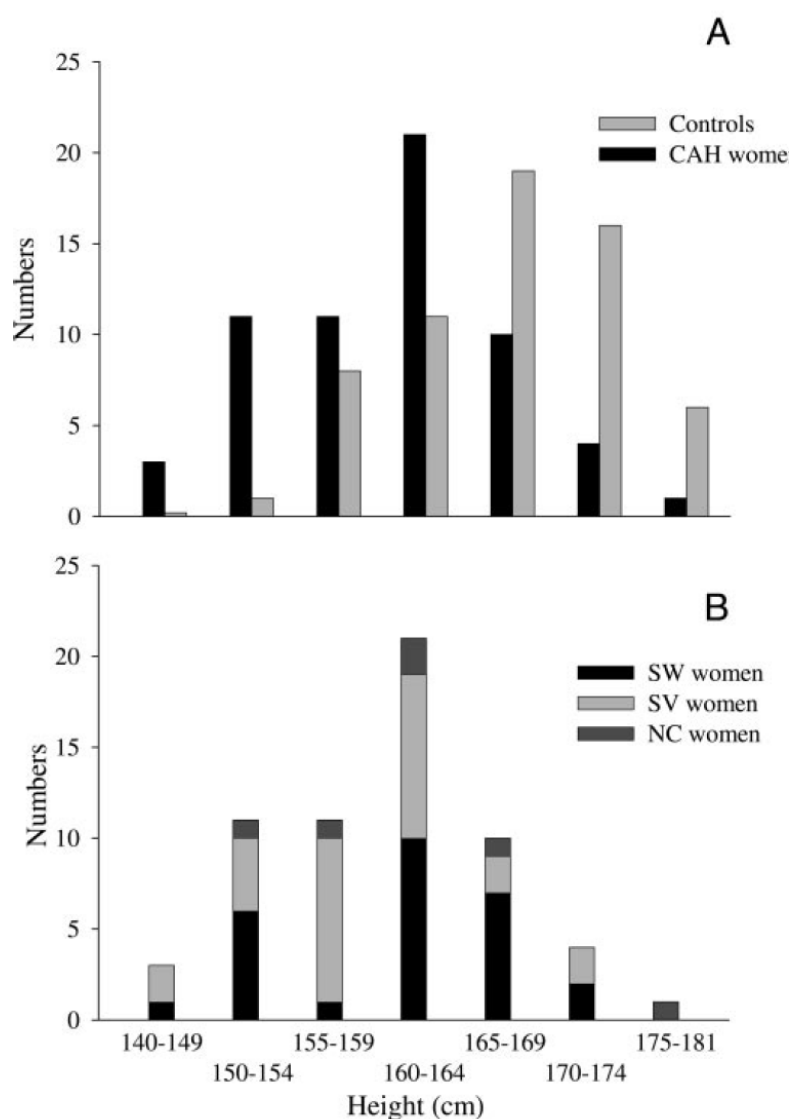 A
25
20
15
10
5
0
Numbers
Controls
CAH wome
B
25
20
15
10
5
0
Numbers
SW women
SV women
NC women
140-149 155-159 165-169 175-181
150-154 160-164 170-174
Height (cm)